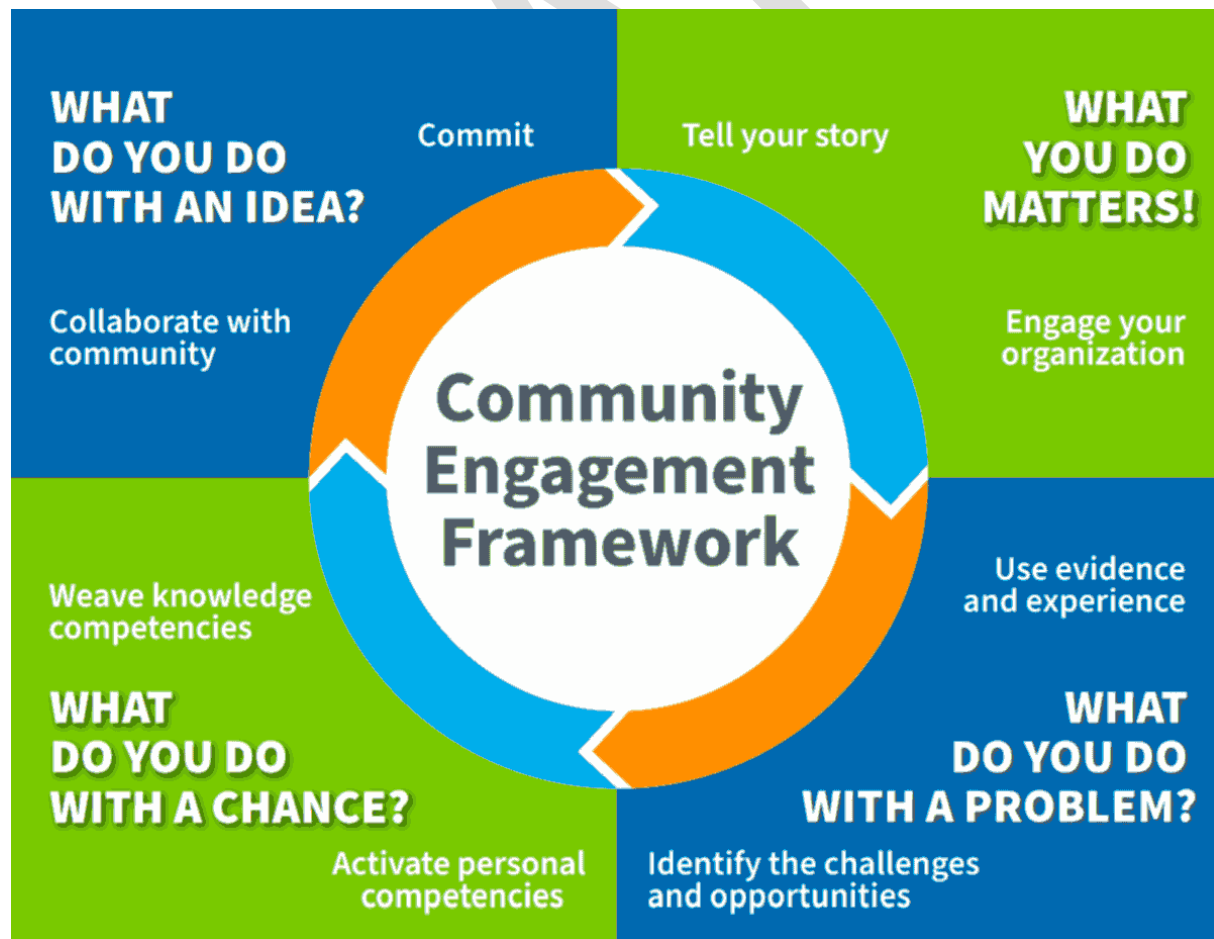 WHAT
DO YOU DO
WITH AN IDEA?
Commit
Collaborate with
community
Tell your story
WHAT
YOU DO
MATTERS!
Engage your
organization
Community
Engagement
Framework
Weave knowledge
competencies
WHAT
DO YOU DO
WITH A CHANCE?
Activate personal
competencies
Use evidence
and experience
WHAT
DO YOU DO
WITH A PROBLEM?
Identify the challenges
and opportunities